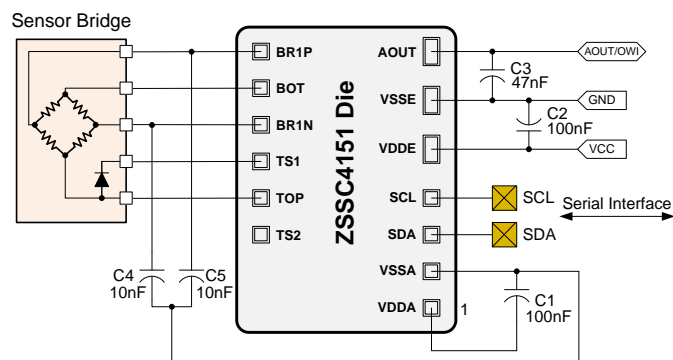 Sensor Bridge
BR1P
BOT
BR1N
TS1
TOP
TS2
ZSSC4151 Die
AOUT
VSSE
VDDE
SCL
SDA
VSSA
VDDA
1
C3
47nF
C2
100nF
AOUT/OWI
GND
VCC
SCL
SDA
Serial Interface
C4
10nF
C5
10nF
C1
100nF